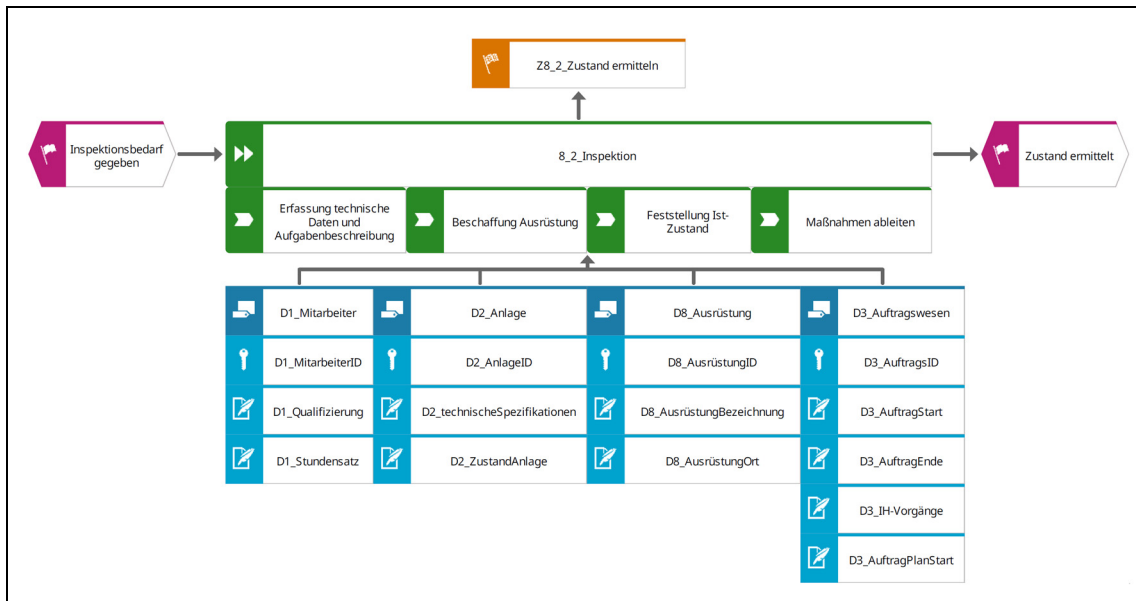 Z8_2_Zustand ermitteln
Inspektionsbedarf
gegeben
8_2_Inspektion
Zustand ermittelt
Erfassung technische
Daten und
Aufgabenbeschreibung
Beschaffung Ausrüstung
Feststellung Ist-
Zustand
Maßnahmen ableiten
D1_Mitarbeiter
D2_Anlage
D8_Ausrüstung
D3_Auftragswesen
D1_MitarbeiterID
D2_AnlageID
D8_AusrüstungID
D3_AuftragsID
D1_Qualifizierung
D2_technischeSpezifikationen
D8_AusrüstungBezeichnung
D3_AuftragStart
D1_Stundensatz
D2_ZustandAnlage
D8_AusrüstungOrt
D3_AuftragEnde
D3_IH-Vorgänge
D3_AuftragPlanStart